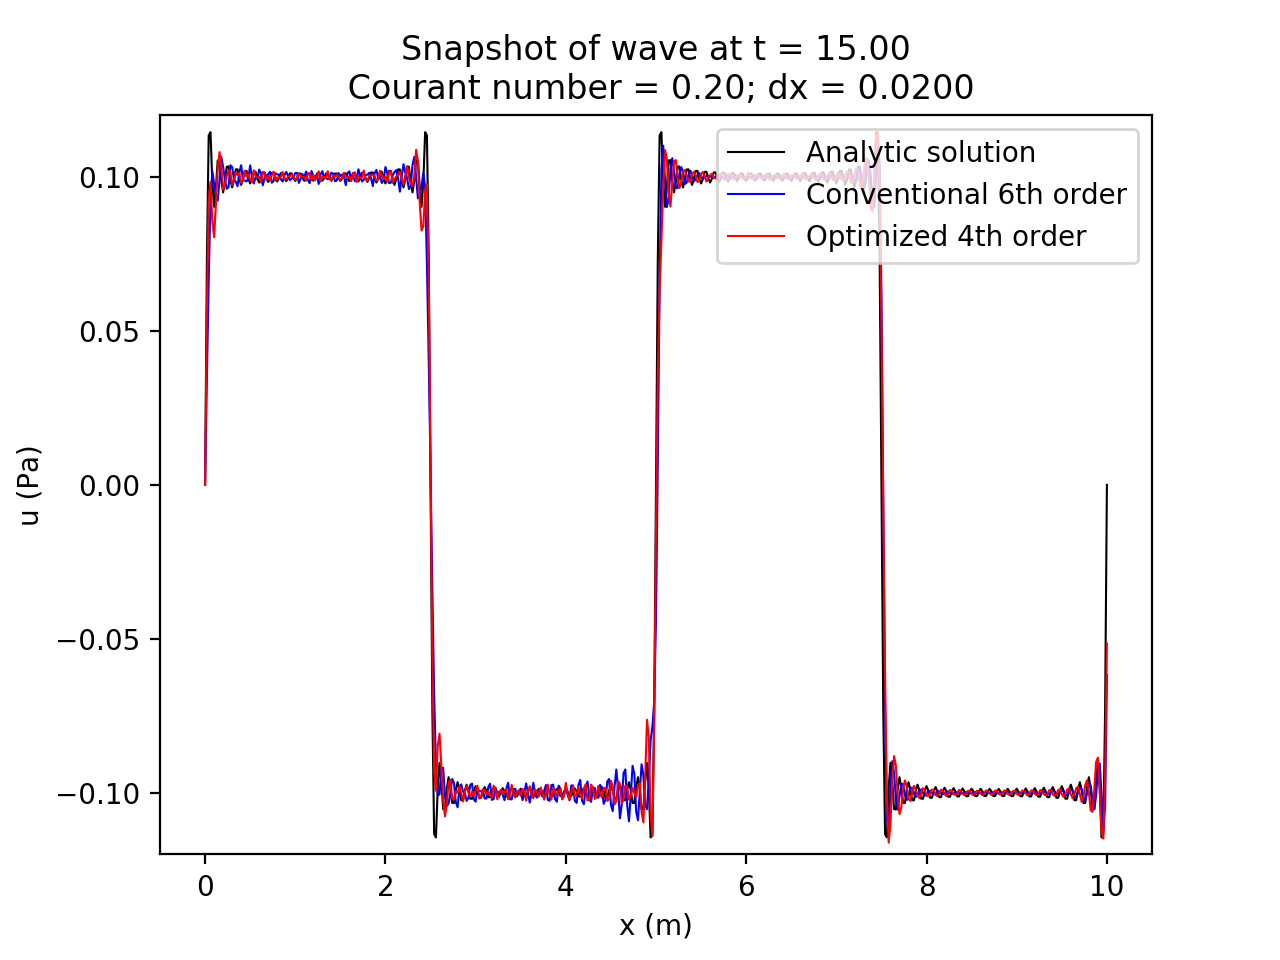 Snapshot of wave at t = 15.00
Courant number = 0.20; dx = 0.0200
Analytic solution
Conventional 6th order
Optimized 4th order
0.10
0.05
0.00
−0.05
−0.10
u (Pa)
0 2 4 6 8 10
x (m)